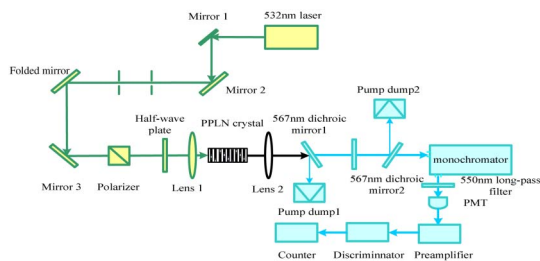 Mirror 1
532nm laser
Folded mirror
Mirror 2
Pump dump2
Half-wave
plate
PPLN crystal
567nm dichroic
mirror1
monochromator
Mirror 3
Polarizer
Lens 1
Lens 2
567nm dichroic
mirror2
550nm long-pass
filter
Pump dump1
PMT
Counter
Discriminnator
Preamplifier